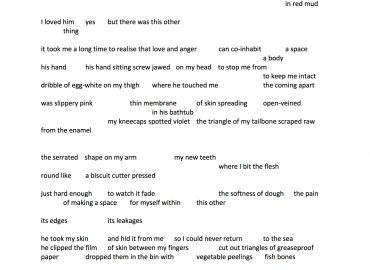 in red mud
I loved him yes but there was this other
thing
it took me a long time to realise that love and anger can co-inhabit a space
a body
his hand his hand sitting screw jawed on my head to stop me from
to keep me intact
dribble of egg-white on my thigh where he touched me the coming apart
was slippery pink thin membrane of skin spreading open-veined
in his bathtub
my kneecaps spotted violet the triangle of my tailbone scraped raw
from the enamel
the serrated shape on my arm my new teeth
where I bit the flesh
round like a biscuit cutter pressed
just hard enough to watch it fade the softness of dough the pain
of making a space for myself within this other
its edges its leakages
he took my skin and hid it from me so I could never return to the sea
he clipped the film of skin between my fingers cut out triangles of greaseproof
paper dropped them in the bin with vegetable peelings fish bones